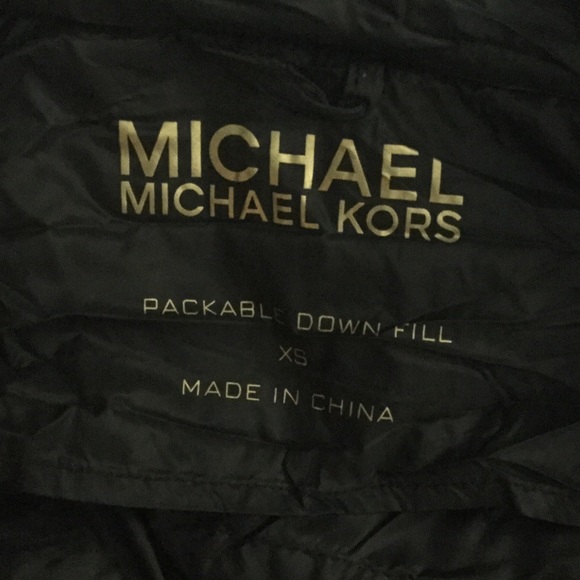 MICHAEL
MICHAEL KORS
PACKABLE DOWN FILL
XS
MADE IN CHINA